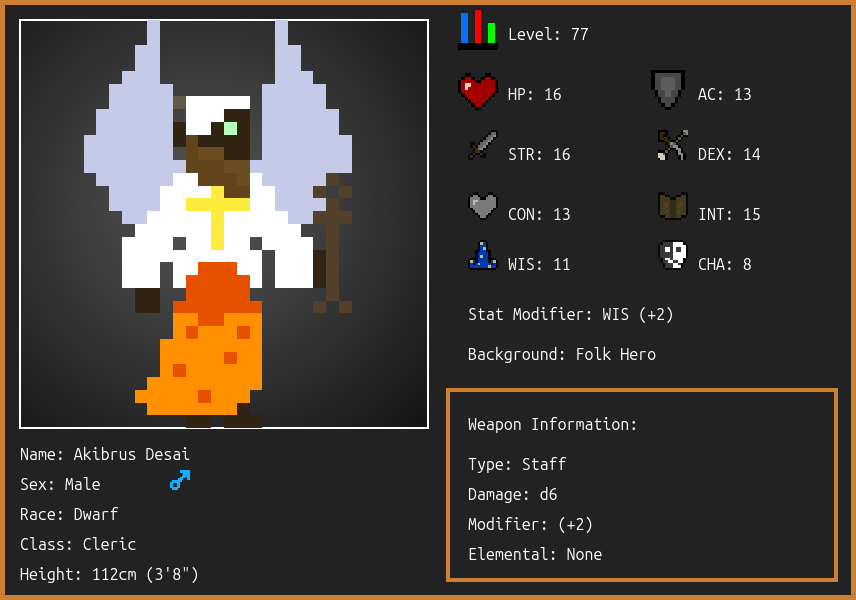 Level: 77
HP: 16
AC: 13
STR: 16
DEX: 14
CON: 13
INT: 15
WIS: 11
CHA: 8
Stat Modifier: WIS (+2)
Background: Folk Hero
Weapon Information:
Type: Staff
Damage: d6
Modifier: (+2)
Elemental: None
Name: Akibrus Desai
Sex: Male
Race: Dwarf
Class: Cleric
Height: 112cm (3'8")